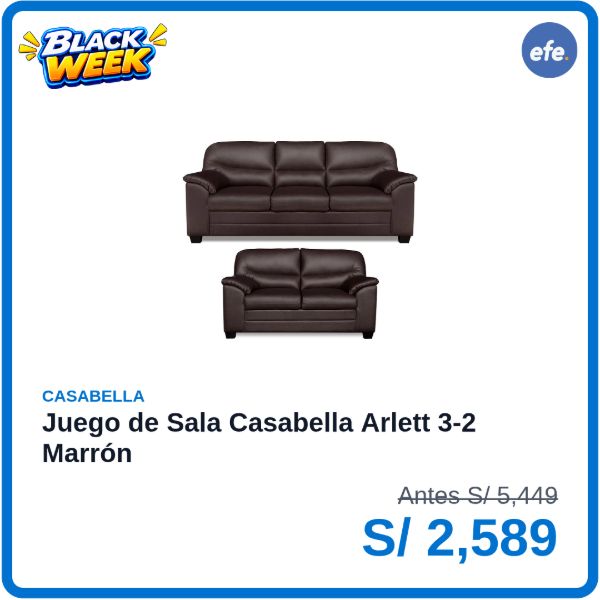 BLACK
WEEK
efe.
CASABELLA
Juego de Sala Casabella Arlett 3-2
Marrón
Antes S/ 5,449
S/ 2,589